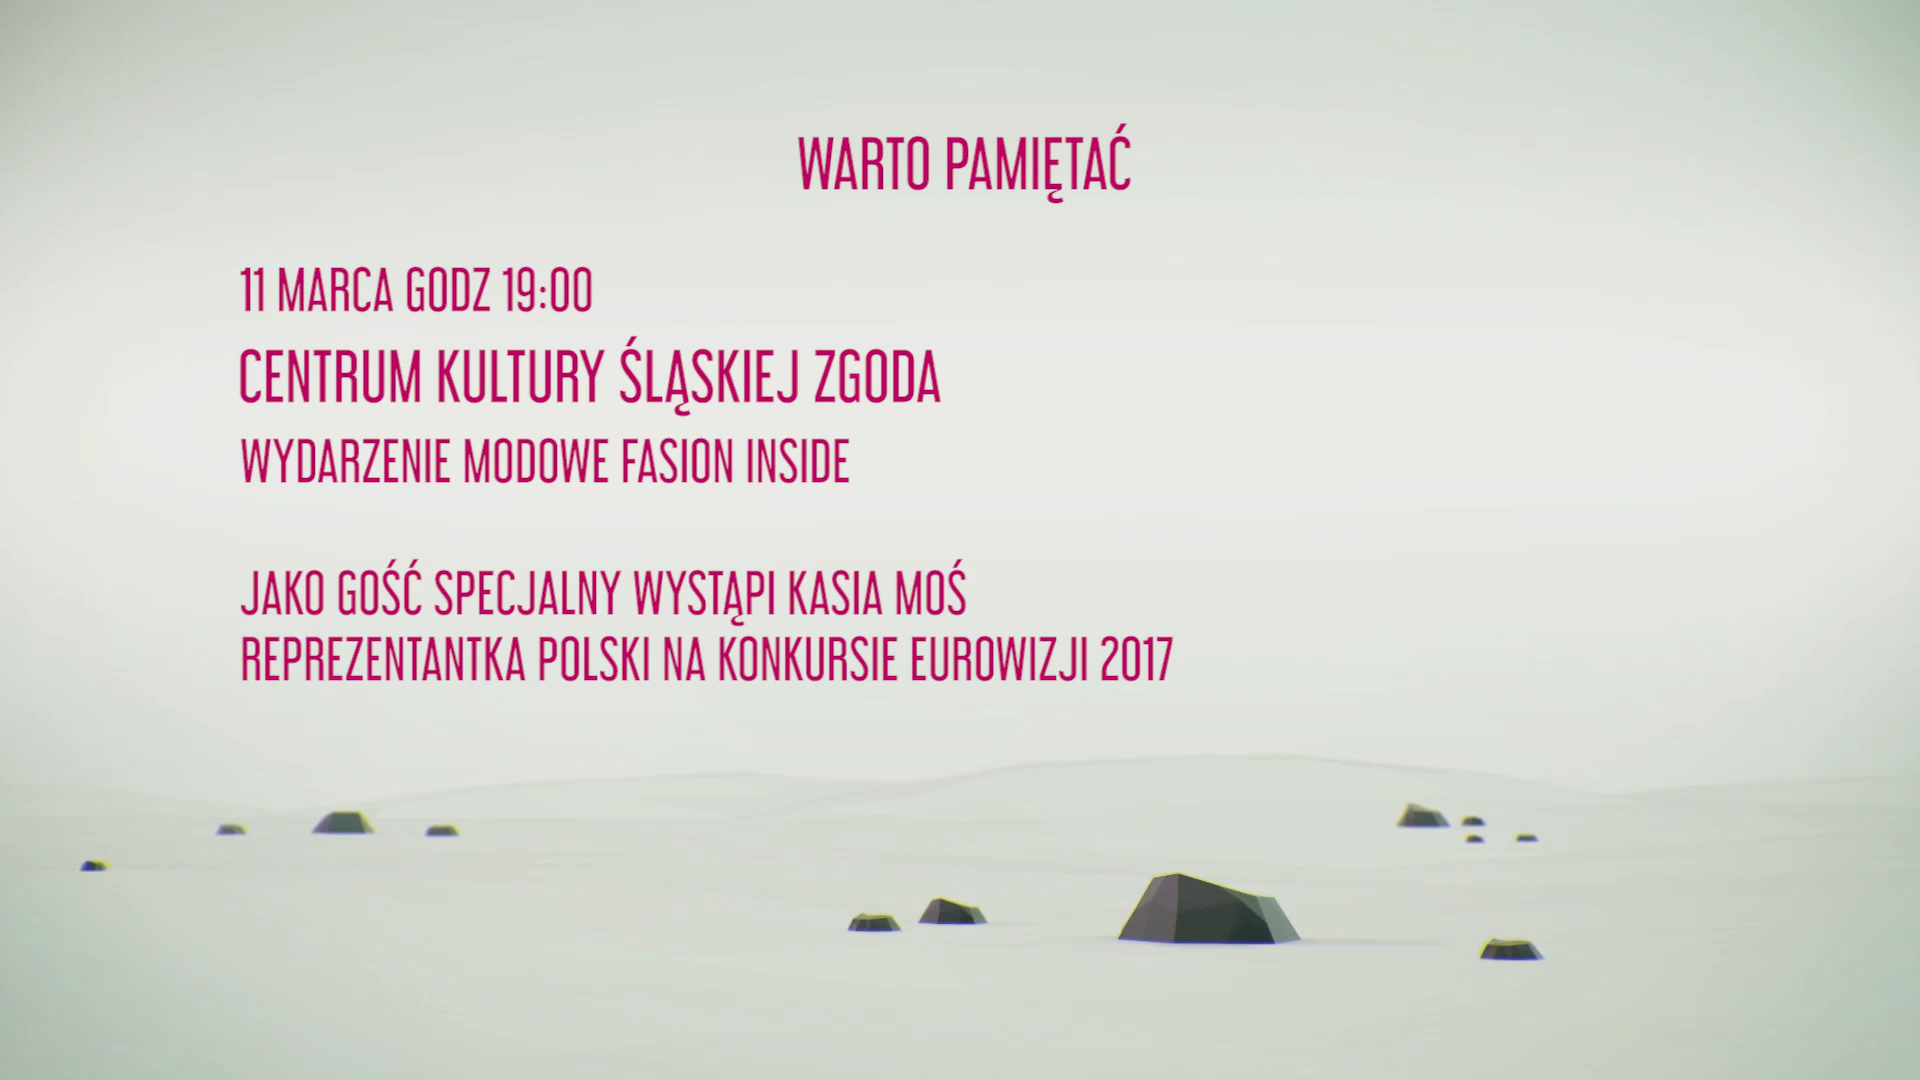 WARTO PAMIĘTAĆ
11 MARCA GODZ 19:00
CENTRUM KULTURY ŚLĄSKIEJ ZGODA
WYDARZENIE MODOWE FASION INSIDE
JAKO GOŚĆ SPECJALNY WYSTĄPI KASIA MOŚ
REPREZENTANTKA POLSKI NA KONKURSIE EUROWIZJI 2017